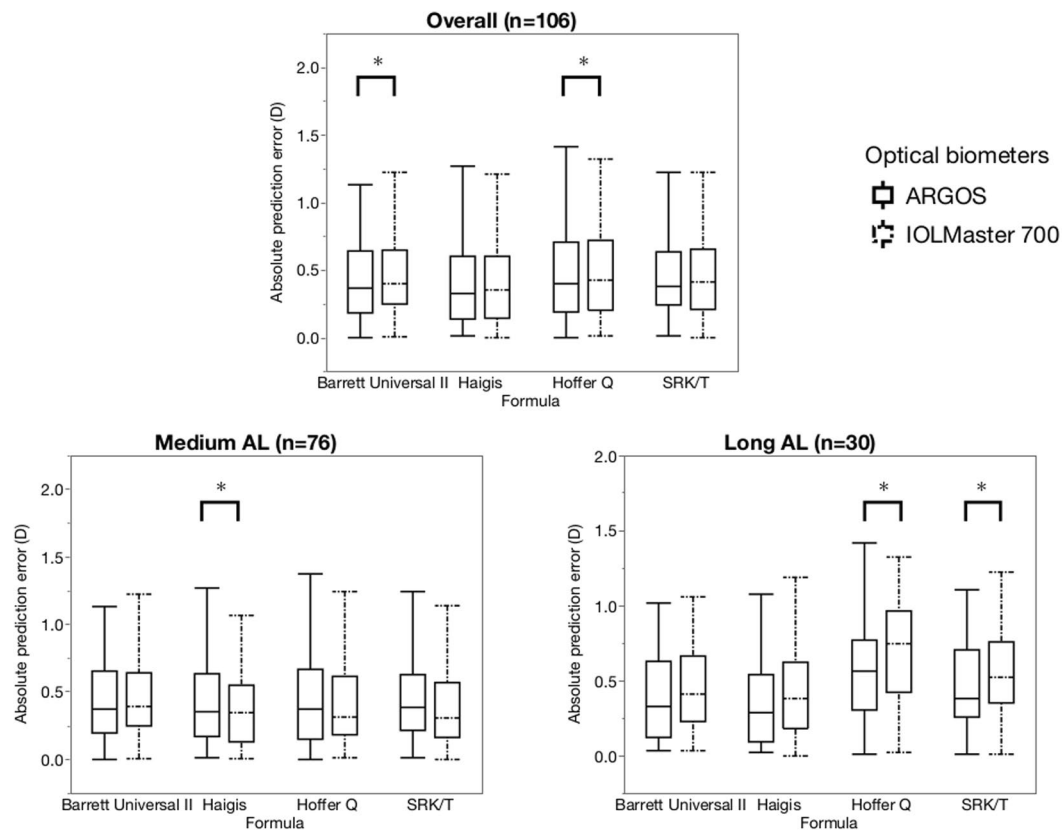 Overall (n=106)
Absolute prediction error (D)
2.0
1.5
1.0
0.5
0.0
*
*
Barrett Universal II Haigis Hoffer Q SRK/T
Formula
Optical biometers
ARGOS
IOLMaster 700
Medium AL (n=76)
Absolute prediction error (D)
2.0
1.5
1.0
0.5
0.0
*
Barrett Universal II Haigis Hoffer Q SRK/T
Formula
Long AL (n=30)
Absolute prediction error (D)
2.0
1.5
1.0
0.5
0.0
*
*
Barrett Universal II Haigis Hoffer Q SRK/T
Formula